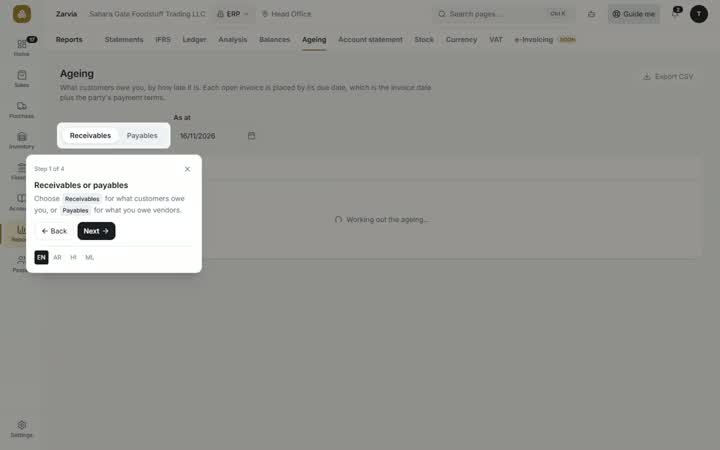 Zarvia Sahara Gate Foodstuff Trading LLC ERP Head Office Search pages... Ctrl K Guide me 2 T
Reports Statements IFRS Ledger Analysis Balances Ageing Account statement Stock Currency VAT e-Invoicing SOON
17
Home
Sales
Purchase
Inventory
Settings
Ageing
What customers owe you, by how late it is. Each open invoice is placed by its due date, which is the invoice date
plus the party's payment terms.
Export CSV
As at
Receivables Payables 16/11/2026
Step 1 of 4
Receivables or payables
Choose Receivables for what customers owe
you, or Payables for what you owe vendors.
Back Next
EN AR HI ML
Working out the ageing...